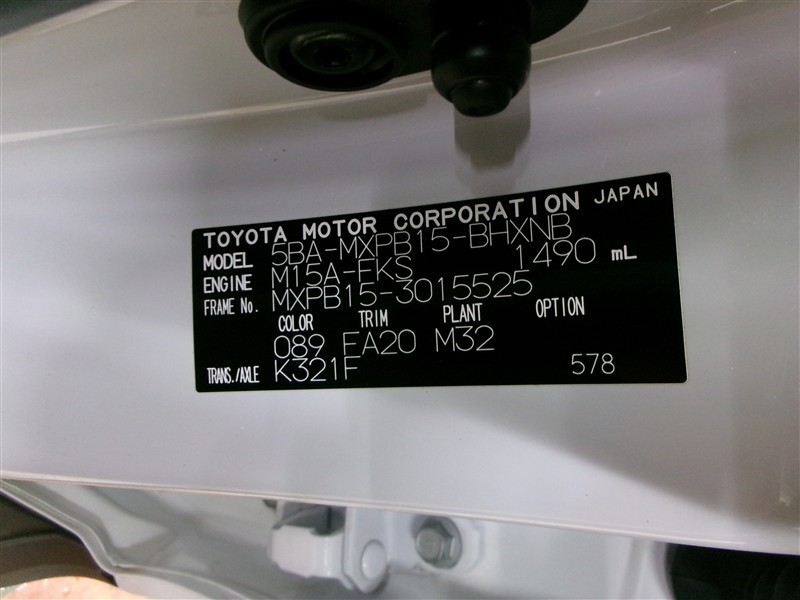 TOYOTA MOTOR CORPORATION JAPAN
MODEL 5BA-MXPB15-BHXNB
ENGINE M15A-FKS 1490 mL
FRAME No. MXPB15-3015525
COLOR TRIM PLANT OPTION
089 FA20 M32
TRANS./AXLE K321F 578